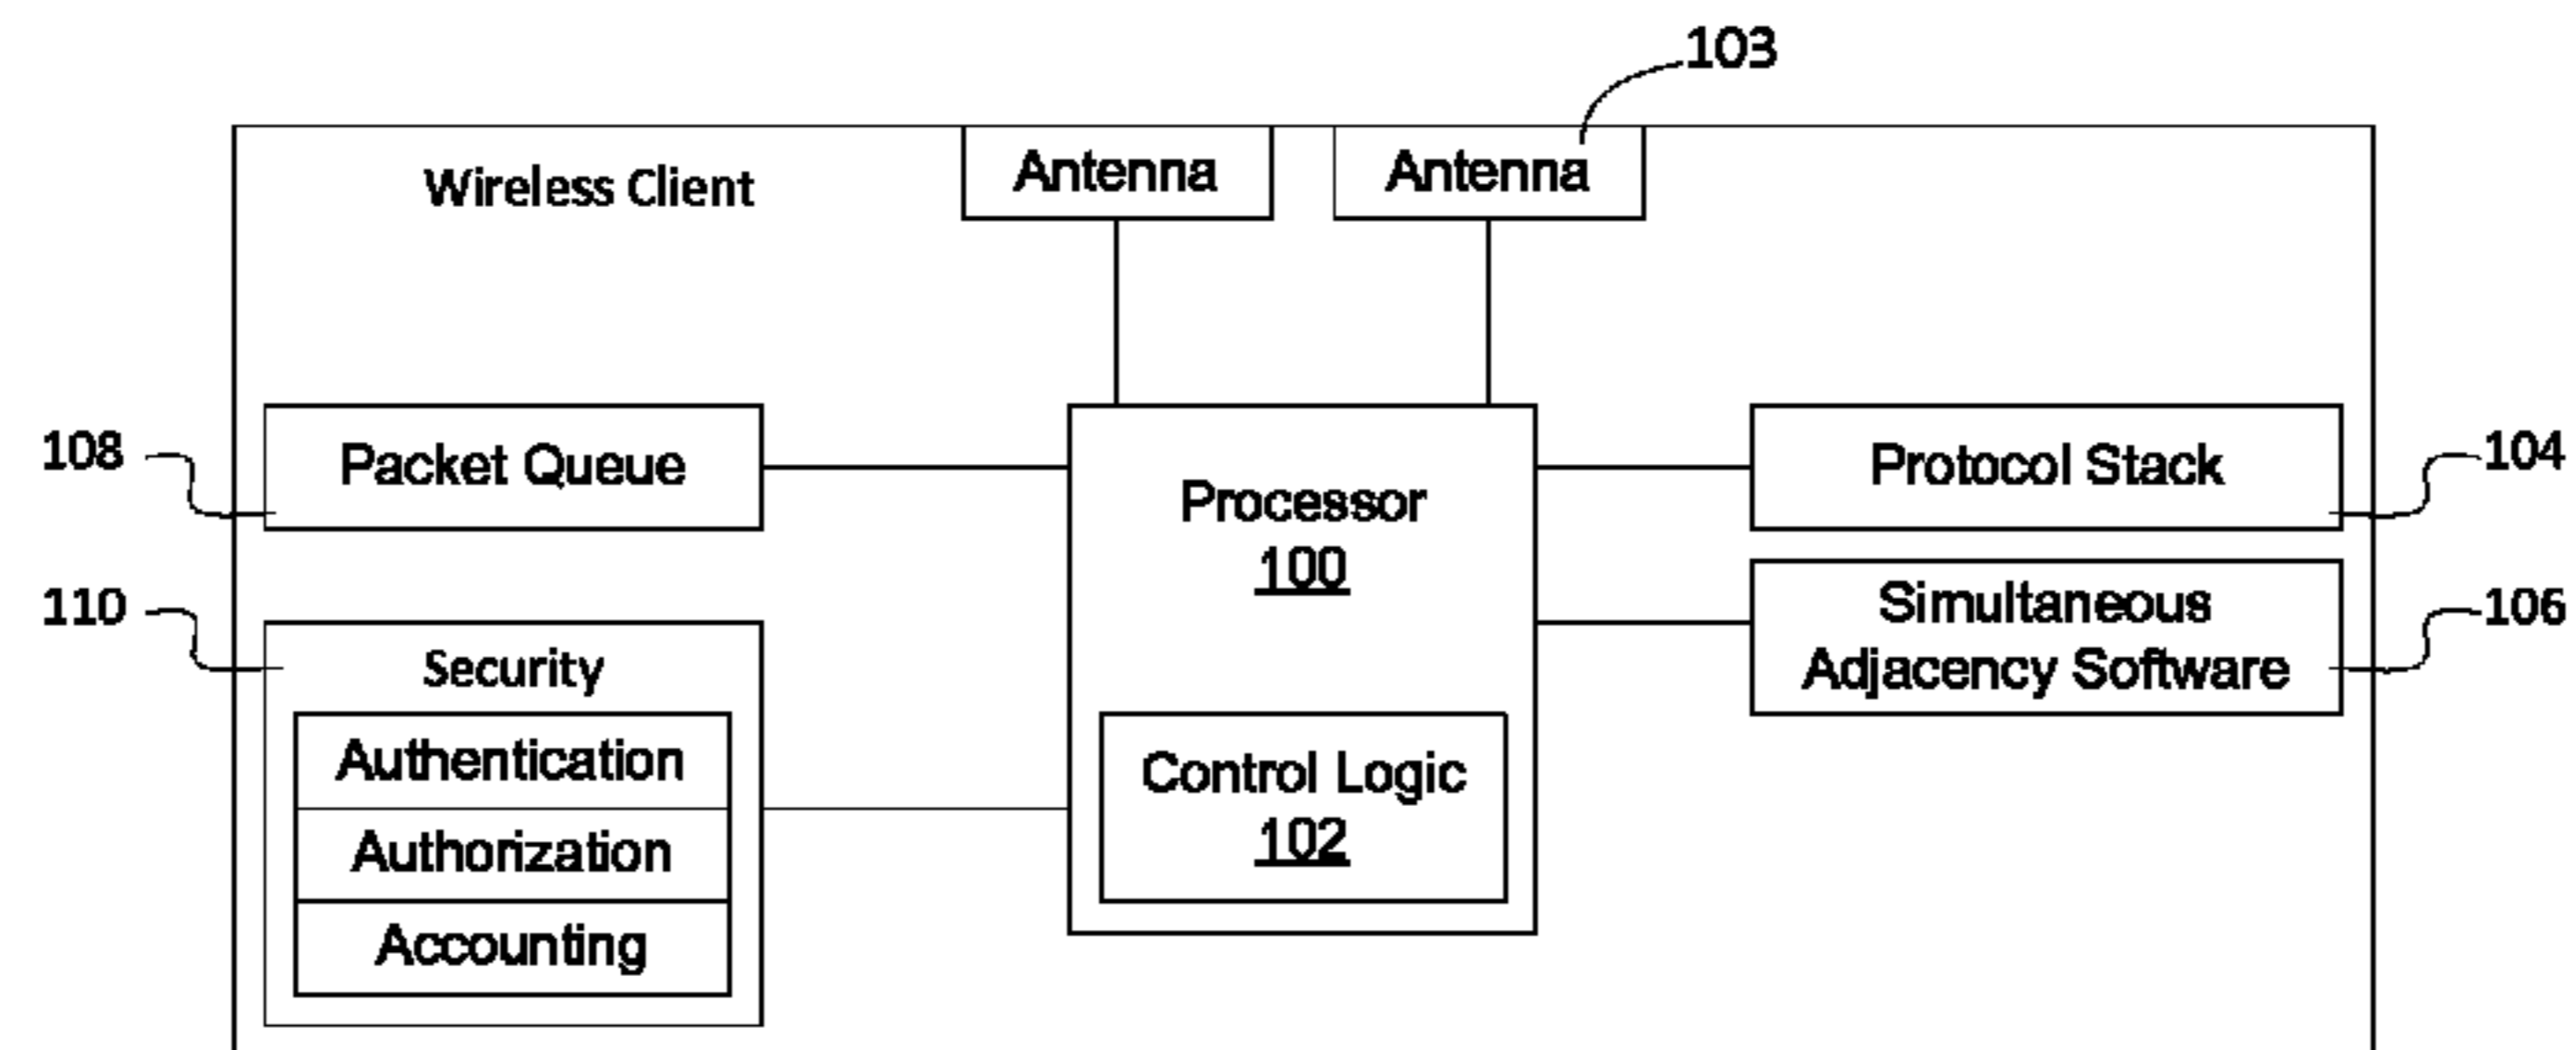 103
Wireless Client
Antenna
Antenna
108
Packet Queue
Processor
100
Protocol Stack
104
110
Security
Authentication
Authorization
Accounting
Control Logic
102
Simultaneous
Adjacency Software
106